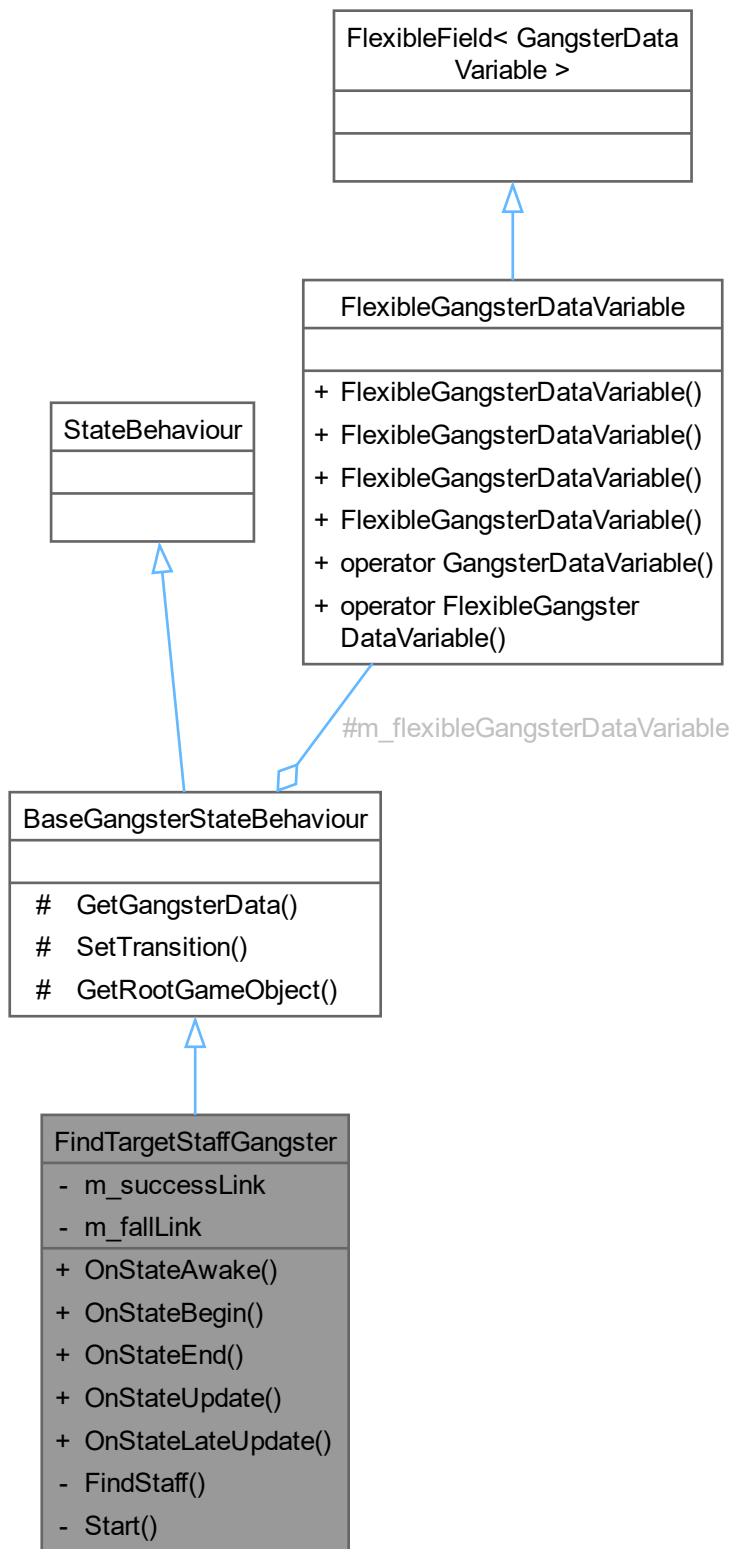 FlexibleField< GangsterData
Variable >
FlexibleGangsterDataVariable
+ FlexibleGangsterDataVariable()
+ FlexibleGangsterDataVariable()
+ FlexibleGangsterDataVariable()
+ FlexibleGangsterDataVariable()
+ operator GangsterDataVariable()
+ operator FlexibleGangster
DataVariable()
StateBehaviour
#m_flexibleGangsterDataVariable
BaseGangsterStateBehaviour
# GetGangsterData()
# SetTransition()
# GetRootGameObject()
FindTargetStaffGangster
- m_successLink
- m_fallLink
+ OnStateAwake()
+ OnStateBegin()
+ OnStateEnd()
+ OnStateUpdate()
+ OnStateLateUpdate()
- FindStaff()
- Start()